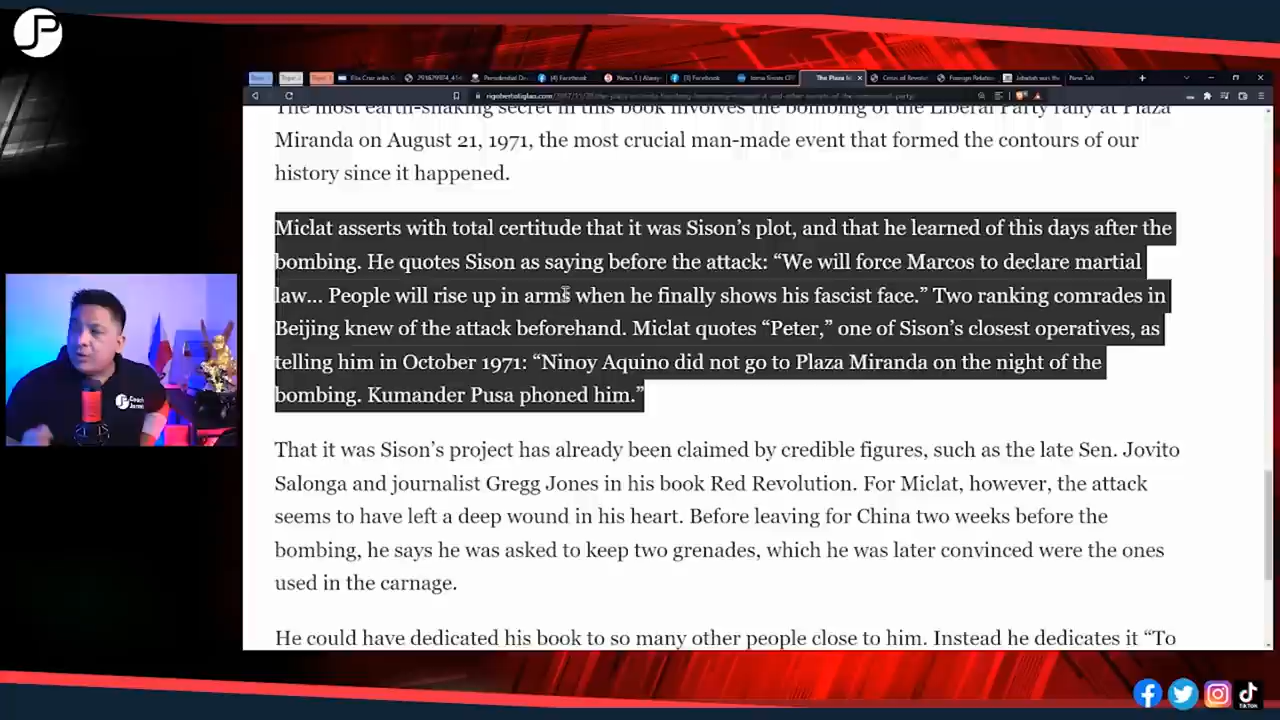 JP
The Plaza M
New Tab
The most earth-shaking secret in this book involves the bombing of the Liberal Party rally at Plaza
Miranda on August 21, 1971, the most crucial man-made event that formed the contours of our
history since it happened.
Miclat asserts with total certitude that it was Sison’s plot, and that he learned of this days after the
bombing. He quotes Sison as saying before the attack: “We will force Marcos to declare martial
law... People will rise up in arms when he finally shows his fascist face.” Two ranking comrades in
Beijing knew of the attack beforehand. Miclat quotes “Peter,” one of Sison’s closest operatives, as
telling him in October 1971: “Ninoy Aquino did not go to Plaza Miranda on the night of the
bombing. Kumander Pusa phoned him.”
That it was Sison’s project has already been claimed by credible figures, such as the late Sen. Jovito
Salonga and journalist Gregg Jones in his book Red Revolution. For Miclat, however, the attack
seems to have left a deep wound in his heart. Before leaving for China two weeks before the
bombing, he says he was asked to keep two grenades, which he was later convinced were the ones
used in the carnage.
He could have dedicated his book to so many other people close to him. Instead he dedicates it “To